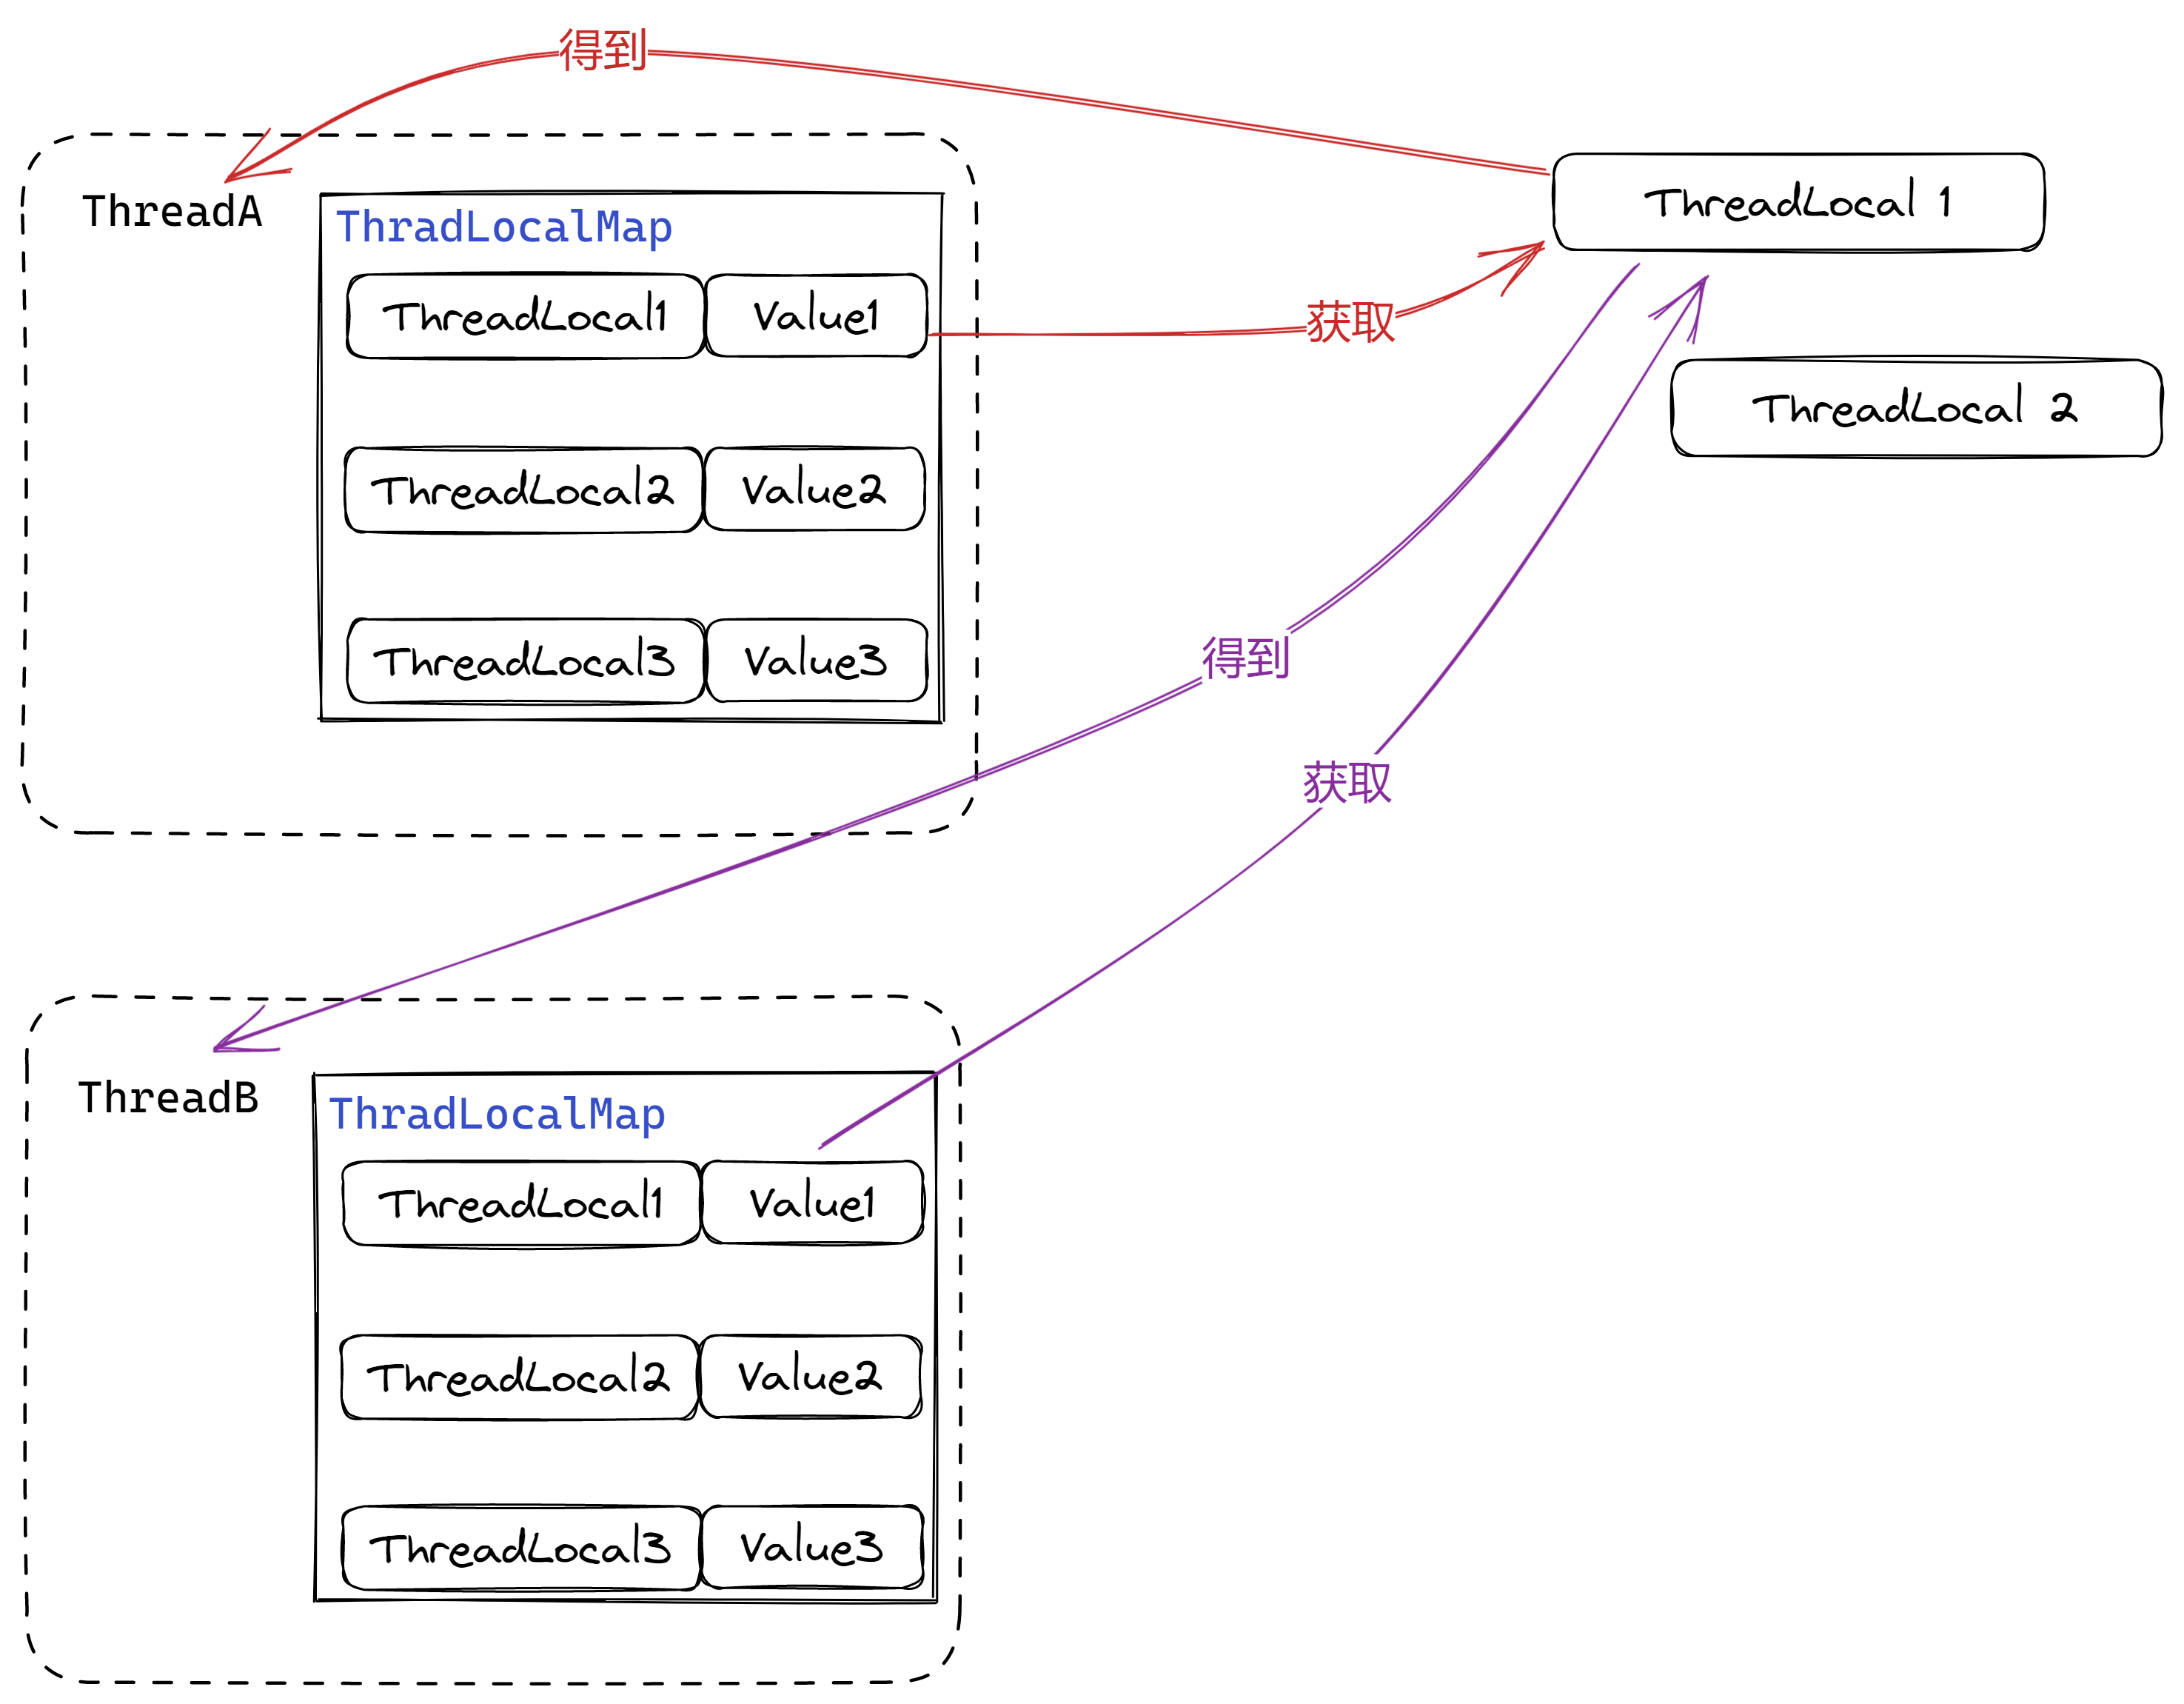 得到
ThreadA
ThradLocalMap
ThreadLocal1 Value1
ThreadLocal2 Value2
ThreadLocal3 Value3
ThreadLocal 1
获取
ThreadLocal 2
得到
获取
ThreadB
ThradLocalMap
ThreadLocal1 Value1
ThreadLocal2 Value2
ThreadLocal3 Value3